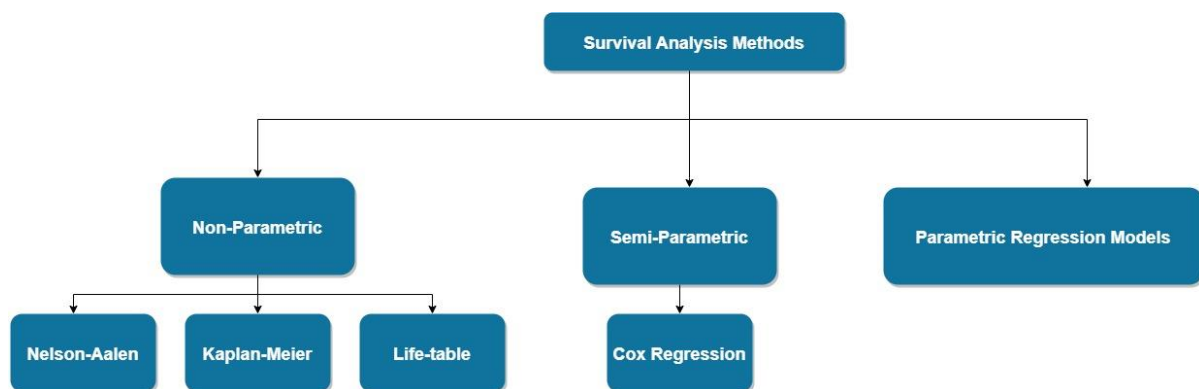 Survival Analysis Methods
Non-Parametric
Semi-Parametric
Parametric Regression Models
Nelson-Aalen
Kaplan-Meier
Life-table
Cox Regression